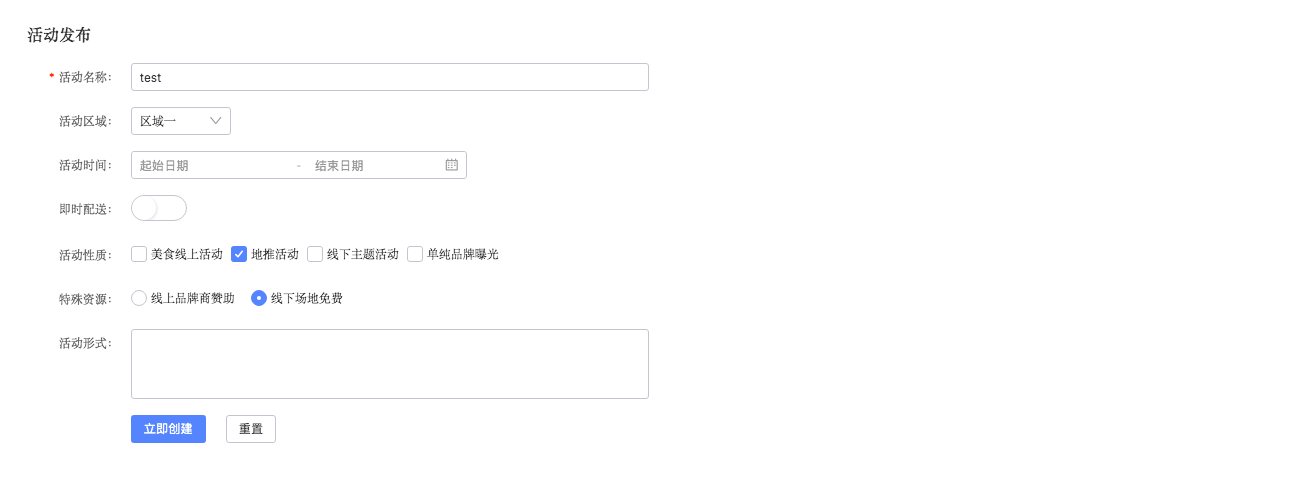 活动发布
* 活动名称： test
活动区域： 区域一
活动时间： 起始日期 - 结束日期
即时配送：
活动性质： 美食线上活动 地推活动 线下主题活动 单纯品牌曝光
特殊资源： 线上品牌商赞助 线下场地免费
活动形式：
立即创建 重置